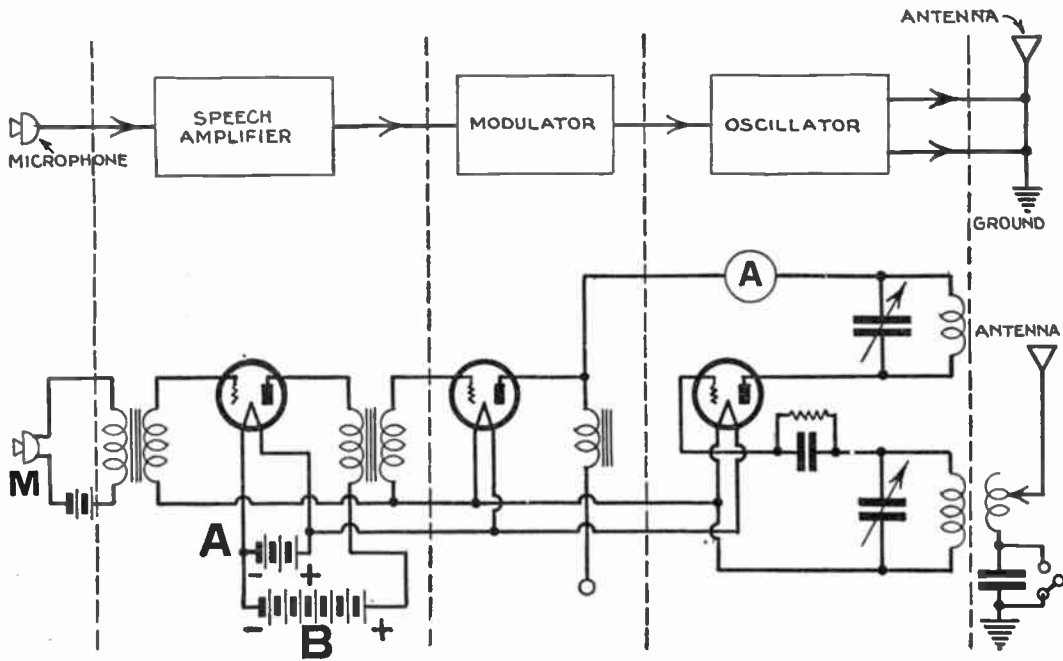 ANTENNA
SPEECH
AMPLIFIER
MODULATOR
OSCILLATOR
MICROPHONE
GROUND
A
ANTENNA
M
A
- +
- +
B